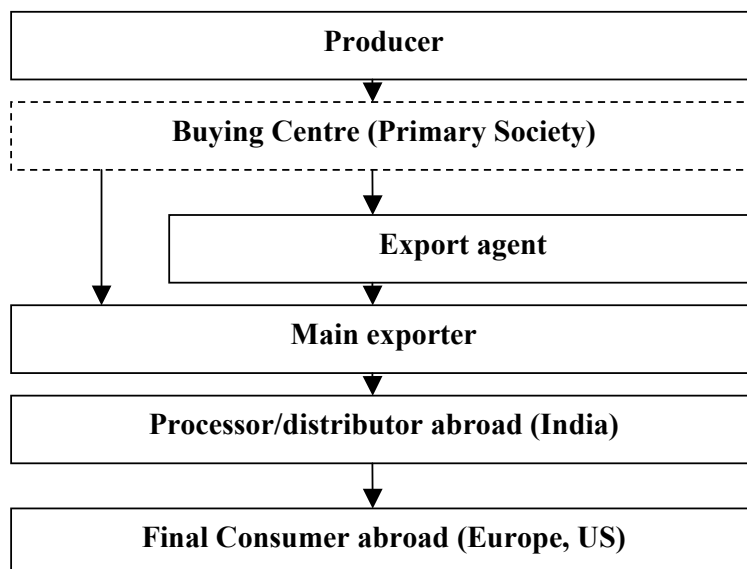 Producer
Buying Centre (Primary Society)
Export agent
Main exporter
Processor/distributor abroad (India)
Final Consumer abroad (Europe, US)